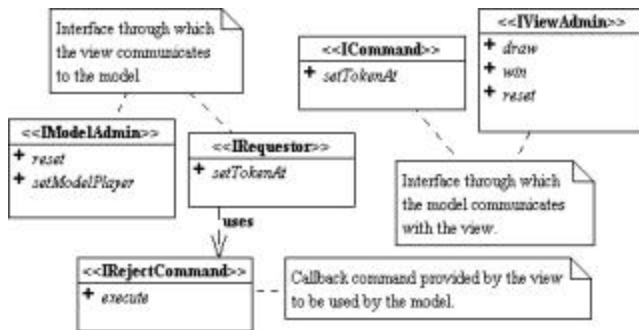 Interface through which
the view communicates
to the model
<<ICommand>>
+ setTokenAt
<<IViewAdmin>>
+ draw
+ win
+ reset
<<IModelAdmin>>
+ reset
+ setModelPlayer
<<IRequestor>>
+ setTokenAt
Interface through which
the model communicates
with the view.
uses
<<IRejectCommand>>
+ execute
Callback command provided by the view
to be used by the model.